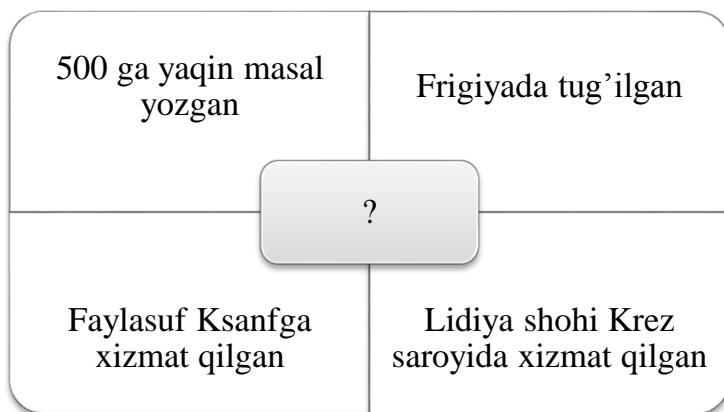 500 ga yaqin masal
yozgan
Frigiyada tug’ilgan
?
Faylasuf Ksanfga
xizmat qilgan
Lidiya shohi Krez
saroyida xizmat qilgan